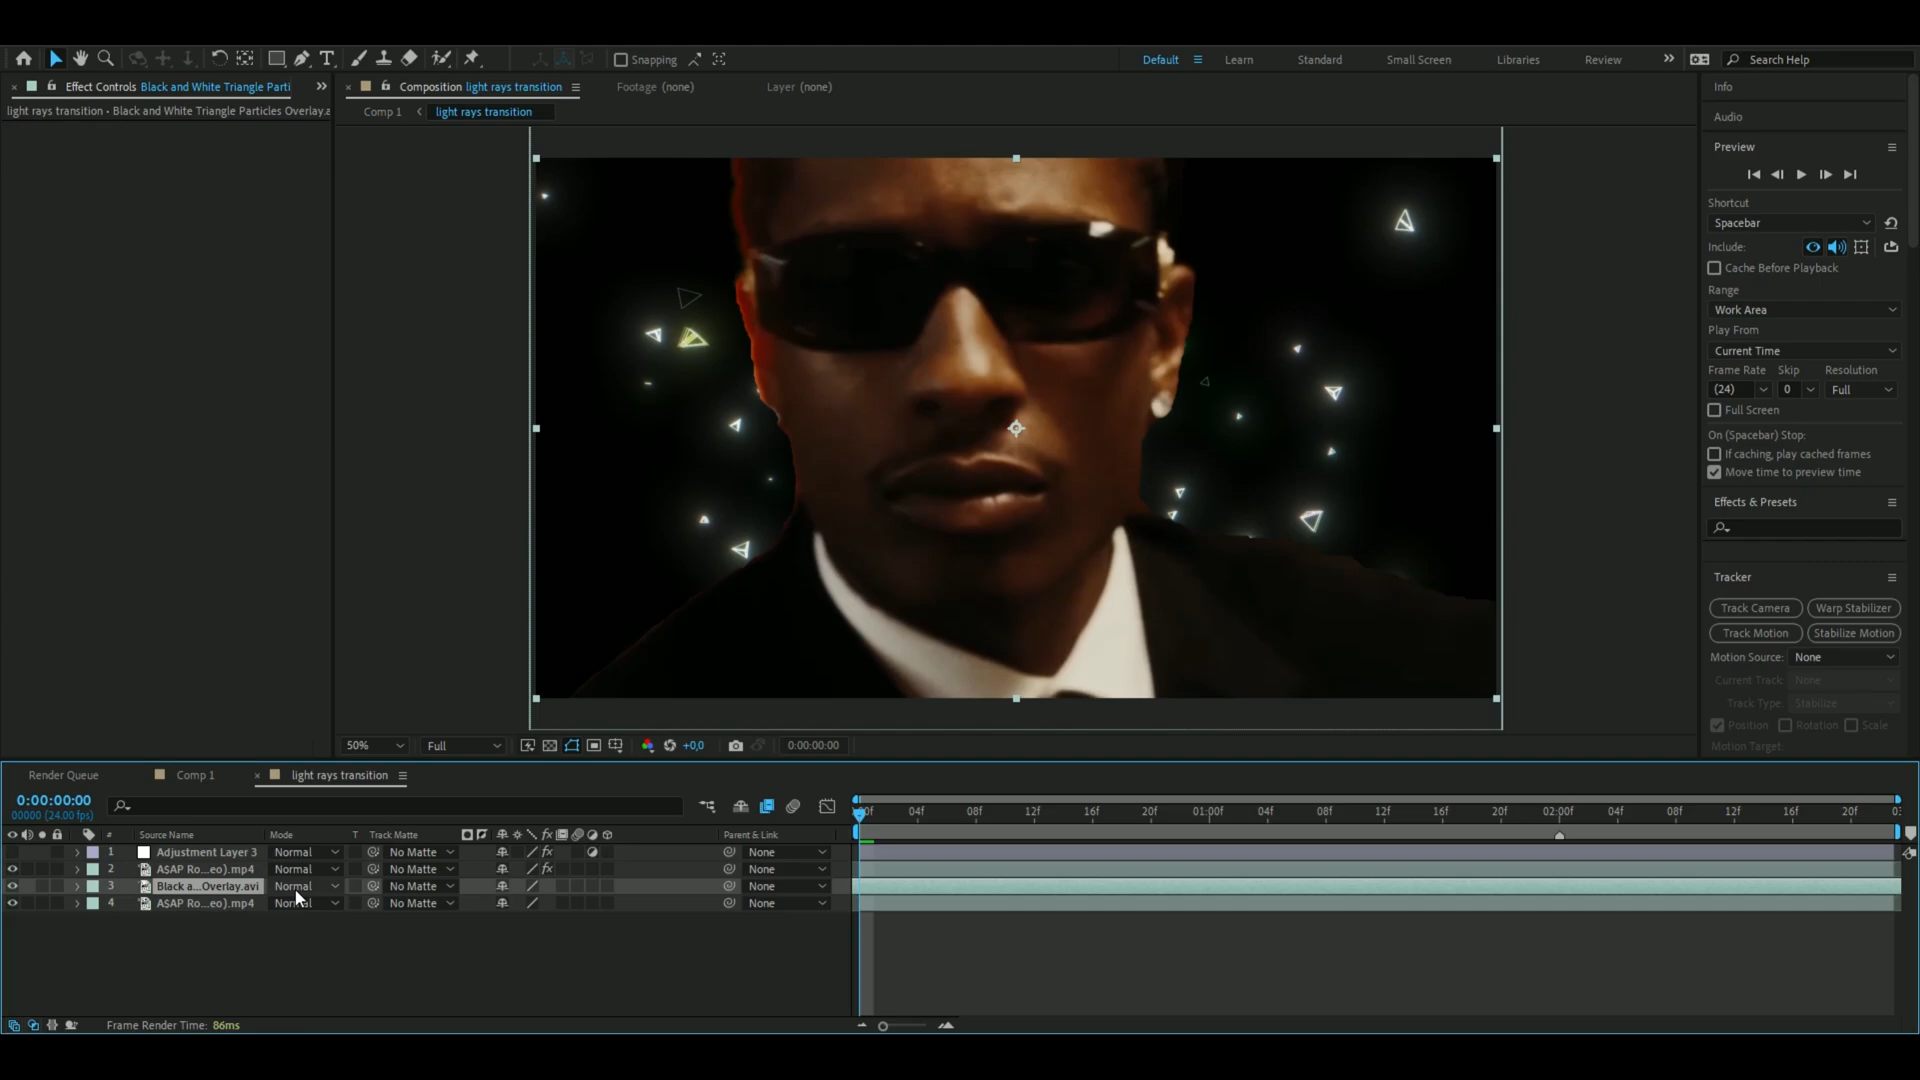 Snapping
Default
Learn
Standard
Small Screen
Libraries
Review
Search Help
Effect Controls Black and White Triangle Parti
Composition light rays transition
Footage (none)
Layer (none)
light rays transition • Black and White Triangle Particles Overlay.a
Comp 1
light rays transition
Info
Audio
Preview
Shortcut
Spacebar
Include:
Cache Before Playback
Range
Work Area
Play From
Current Time
Frame Rate Skip Resolution
(24) 0 Full
Full Screen
On (Spacebar) Stop:
If caching, play cached frames
Move time to preview time
Effects & Presets
Tracker
Track Camera Warp Stabilizer
Track Motion Stabilize Motion
Motion Source: None
Current Track: None
Track Type: Stabilize
Position Rotation Scale
Motion Target:
50% Full +0,0 0:00:00:00
Render Queue Comp 1 light rays transition
0:00:00:00
00000 (24.00 fps)
04f 08f 12f 16f 20f 01:00f 04f 08f 12f 16f 20f 02:00f 04f 08f 12f 16f 20f
# Source Name Mode T Track Matte Parent & Link
1 Adjustment Layer 3 Normal No Matte fx None
2 A$AP Ro...eo).mp4 Normal No Matte fx None
3 Black a...Overlay.avi Normal No Matte None
4 A$AP Ro...eo).mp4 Normal No Matte None
Frame Render Time: 86ms